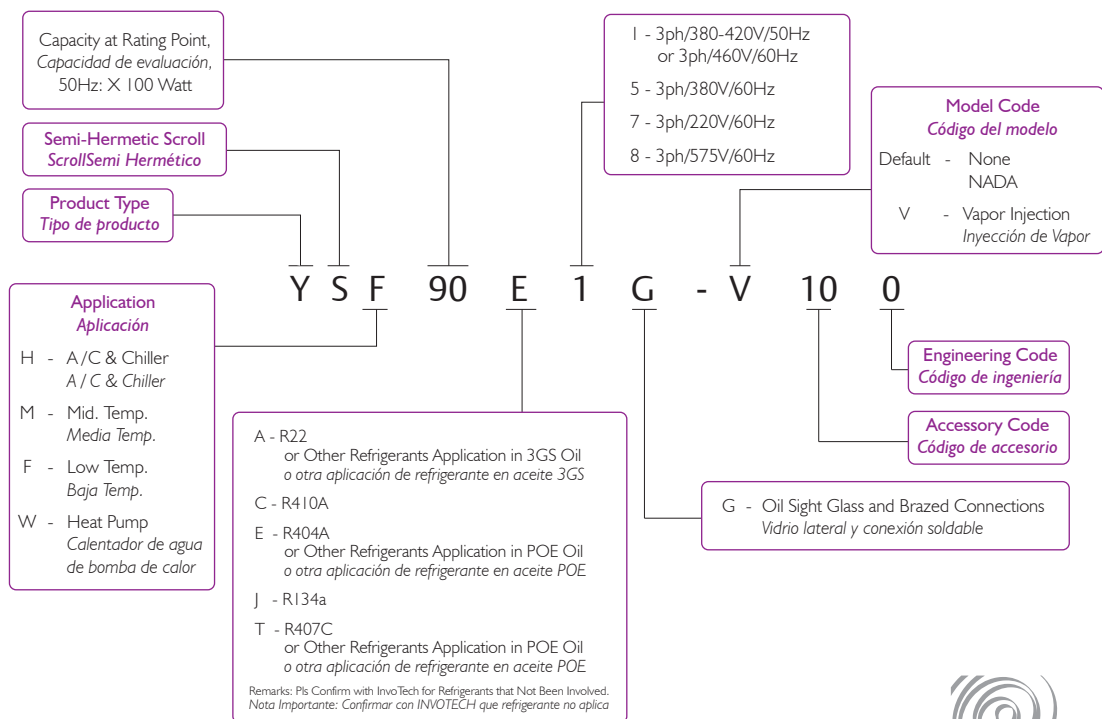 Capacity at Rating Point,
Capacidad de evaluación,
50Hz: X 100 Watt
Semi-Hermetic Scroll
ScrollSemi Hermético
Product Type
Tipo de producto
1 - 3ph/380-420V/50Hz
or 3ph/460V/60Hz
5 - 3ph/380V/60Hz
7 - 3ph/220V/60Hz
8 - 3ph/575V/60Hz
Model Code
Código del modelo
Default - None
NADA
V - Vapor Injection
Inyección de Vapor
Y S F 90 E 1 G - V 10 0
Application
Aplicación
H - A/C & Chiller
A/C & Chiller
M - Mid. Temp.
Media Temp.
F - Low Temp.
Baja Temp.
W - Heat Pump
Calentador de agua
de bomba de calor
A - R22
or Other Refrigerants Application in 3GS Oil
o otra aplicación de refrigerante en aceite 3GS
C - R410A
E - R404A
or Other Refrigerants Application in POE Oil
o otra aplicación de refrigerante en aceite POE
J - R134a
T - R407C
or Other Refrigerants Application in POE Oil
o otra aplicación de refrigerante en aceite POE
Remarks: Pls Confirm with InvoTech for Refrigerants that Not Been Involved.
Nota Importante: Confirmar con INVOTECH que refrigerante no aplica
Engineering Code
Código de ingeniería
Accessory Code
Código de accesorio
G - Oil Sight Glass and Brazed Connections
Vidrio lateral y conexión soldable